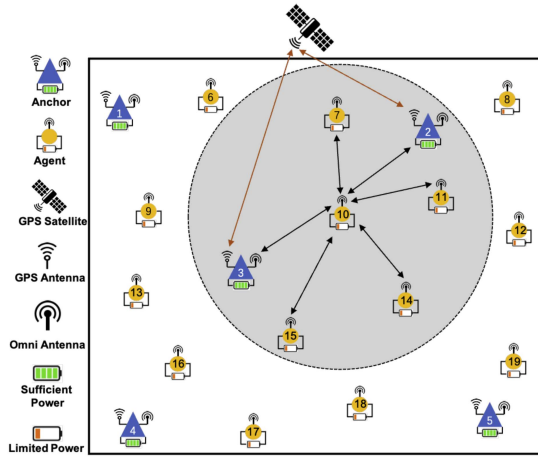 6
8
1
7
2
Anchor
11
9
10
Agent
12
GPS Satellite
3
13
14
GPS Antenna
15
Omni Antenna
16
19
18
Sufficient
Power
4
17
5
Limited Power